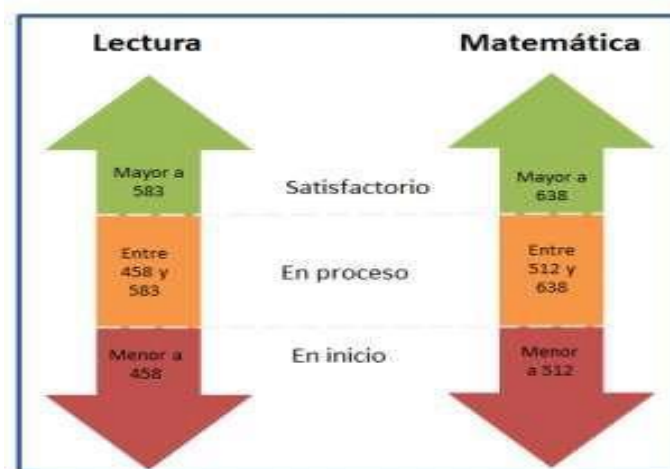 Lectura
Matemática
Mayor a
583
Satisfactorio
Mayor a
638
Entre
458 y
583
En proceso
Entre
512 y
638
Menor a
458
En inicio
Menor
a 512